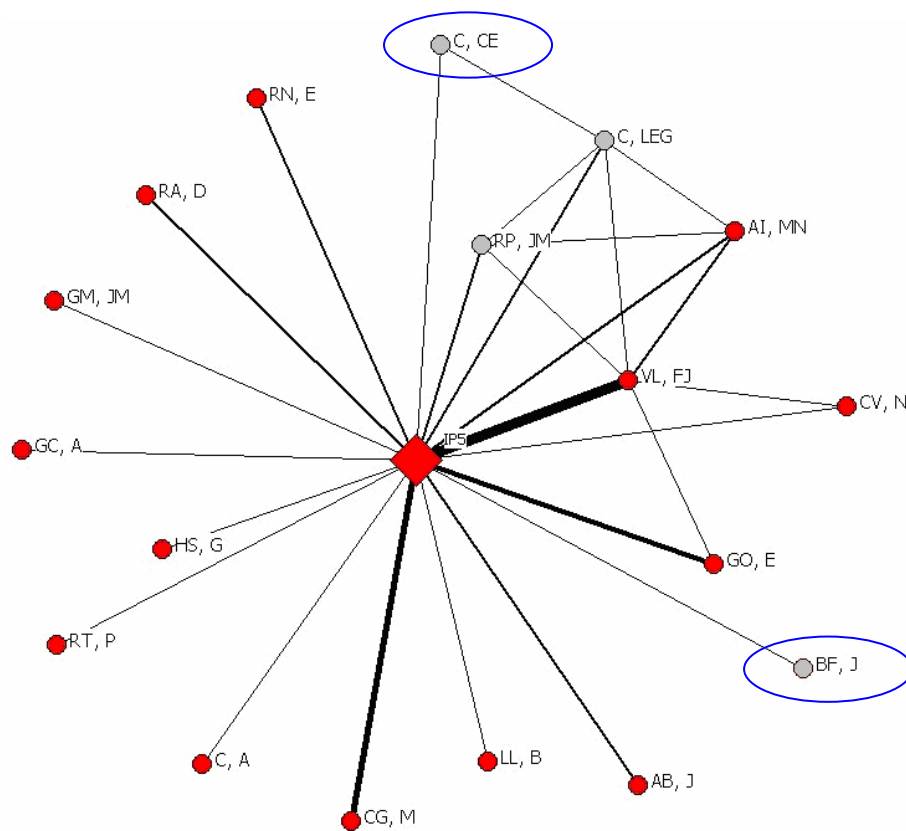 C, CE
RN, E
C, LEG
RA, D
AI, MN
RP, JM
GM, JM
VL, FJ
CV, N
IP5
GC, A
HS, G
GO, E
RT, P
BF, J
LL, B
C, A
AB, J
CG, M